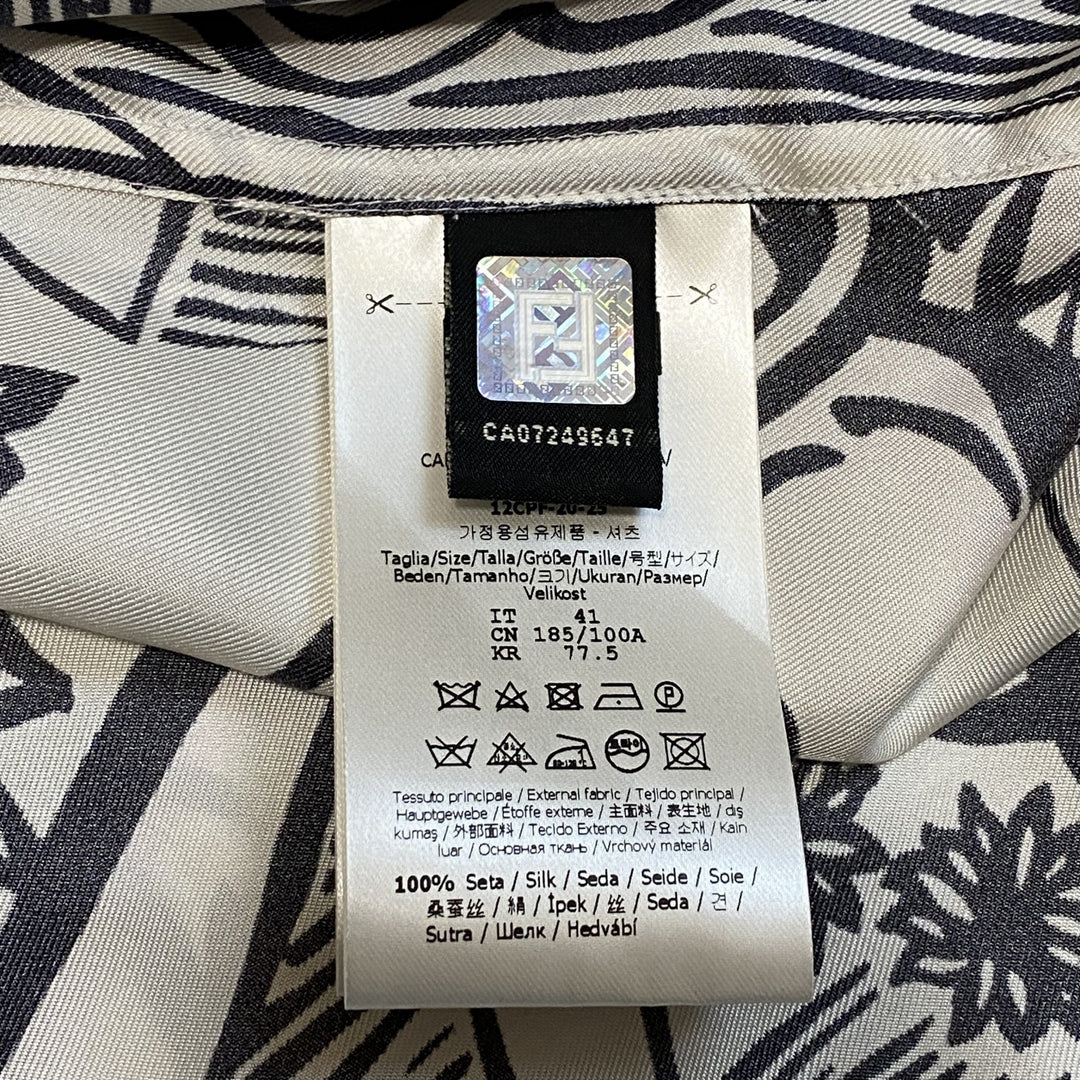 CA07249647
CA
12CPF-20-25
가정용섬유제품 - 셔츠
Taglia/Size/Talla/Größe/Taille/号型/サイズ/
Beden/Tamanho/크기/Ukuran/Размер/
Velikost
IT 41
CN 185/100A
KR 77.5
P
드라이
Tessuto principale / External fabric / Tejido principal /
Hauptgewebe / Étoffe externe / 主面料 / 表生地 / dış
kumaş / 外部面料 / Tecido Externo / 주요 소재 / Kain
luar / Основная ткань / Vrchový materiál
100% Seta / Silk / Seda / Seide / Soie /
桑蚕丝 / 絹 / İpek / 丝 / Seda / 견 /
Sutra / Шелк / Hedvábí